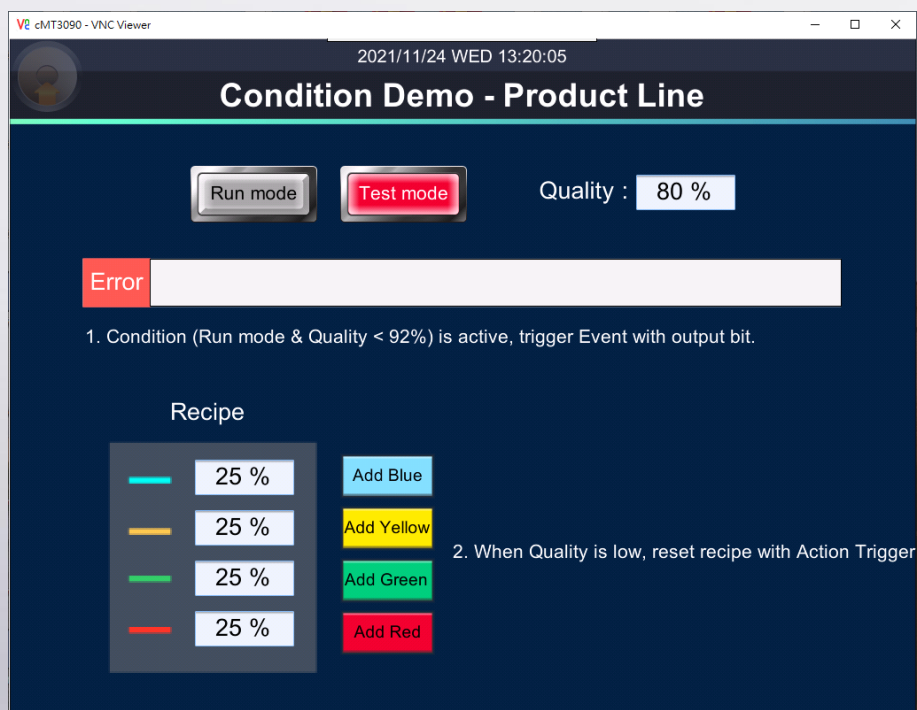 cMT3090 - VNC Viewer
2021/11/24 WED 13:20:05
Condition Demo - Product Line
Run mode
Test mode
Quality : 80 %
Error
1. Condition (Run mode & Quality < 92%) is active, trigger Event with output bit.
Recipe
25 % Add Blue
25 % Add Yellow
2. When Quality is low, reset recipe with Action Trigger
25 % Add Green
25 % Add Red